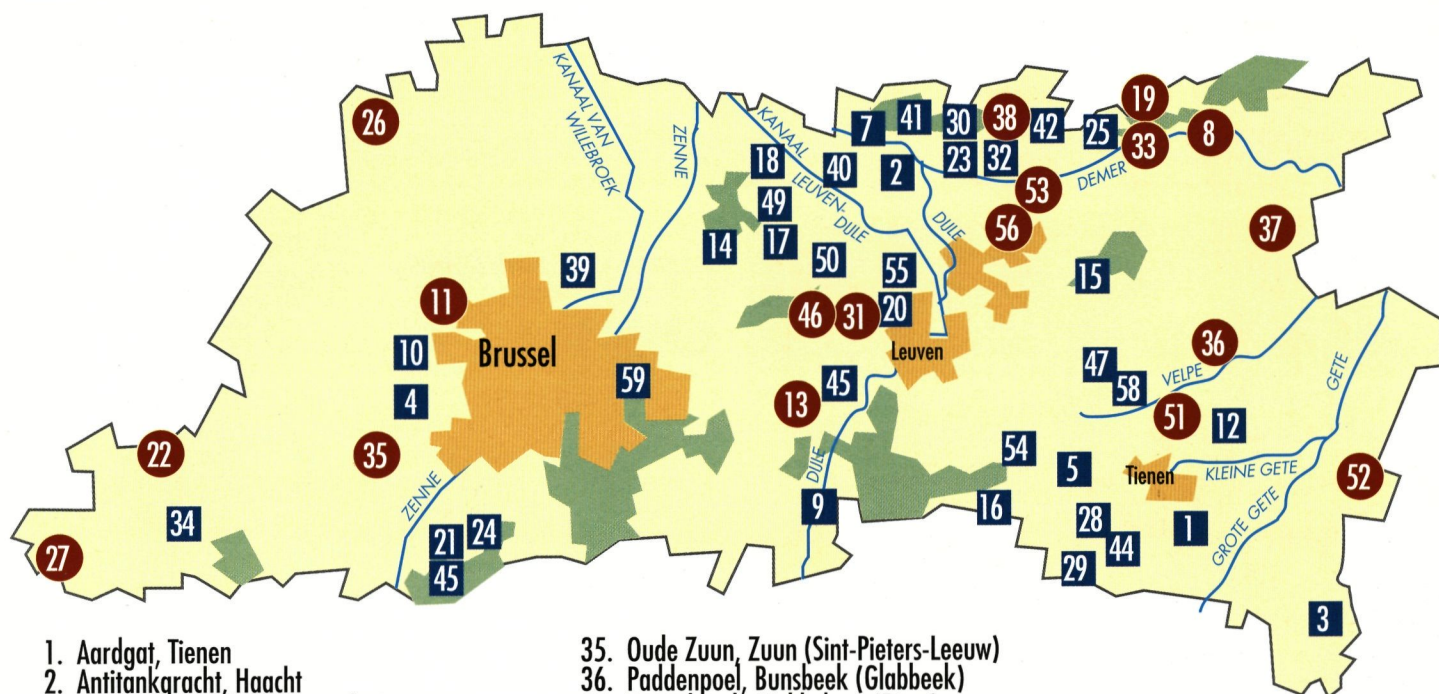 26
19
38
41
30
42
25
8
7
33
KANAAL VAN
WILLEBROEK
ZENNE
KANAAL
LEUVEN-
DIJLE
18
40
2
23
32
DEMER
53
49
14
17
50
DIJLE
56
37
39
55
15
11
46
31
20
10
Brussel
Leuven
36
47
VELPE
GETE
4
59
13
45
58
51
12
22
35
54
5
Tienen
KLEINE GETE
52
ZENNE
DIJLE
9
16
34
21
24
28
1
GROTE GETE
27
45
44
29
3
1. Aardgat, Tienen
2. Antitankgracht, Haacht
35. Oude Zuun, Zuun (Sint-Pieters-Leeuw)
36. Paddenpoel, Bunsbeek (Glabbeek)